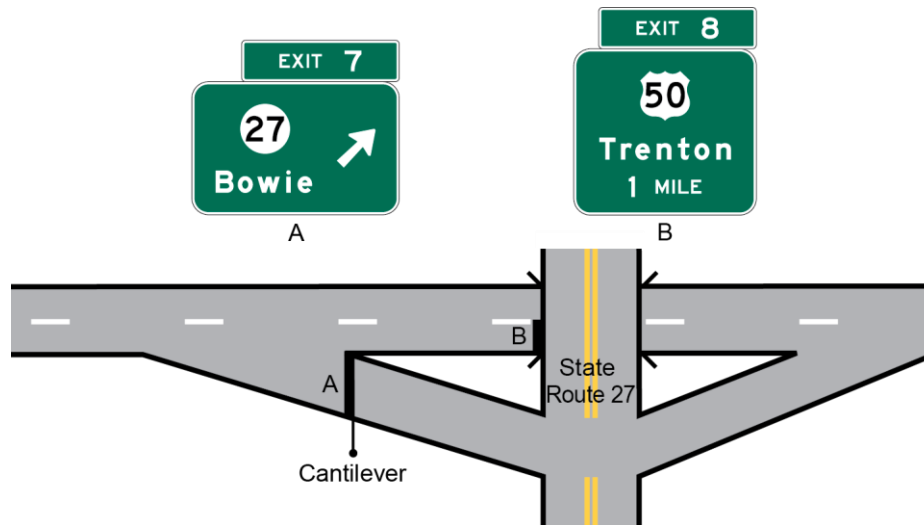 EXIT 7
27
Bowie
A
EXIT 8
50
Trenton
1 MILE
B
B
A
State
Route 27
Cantilever